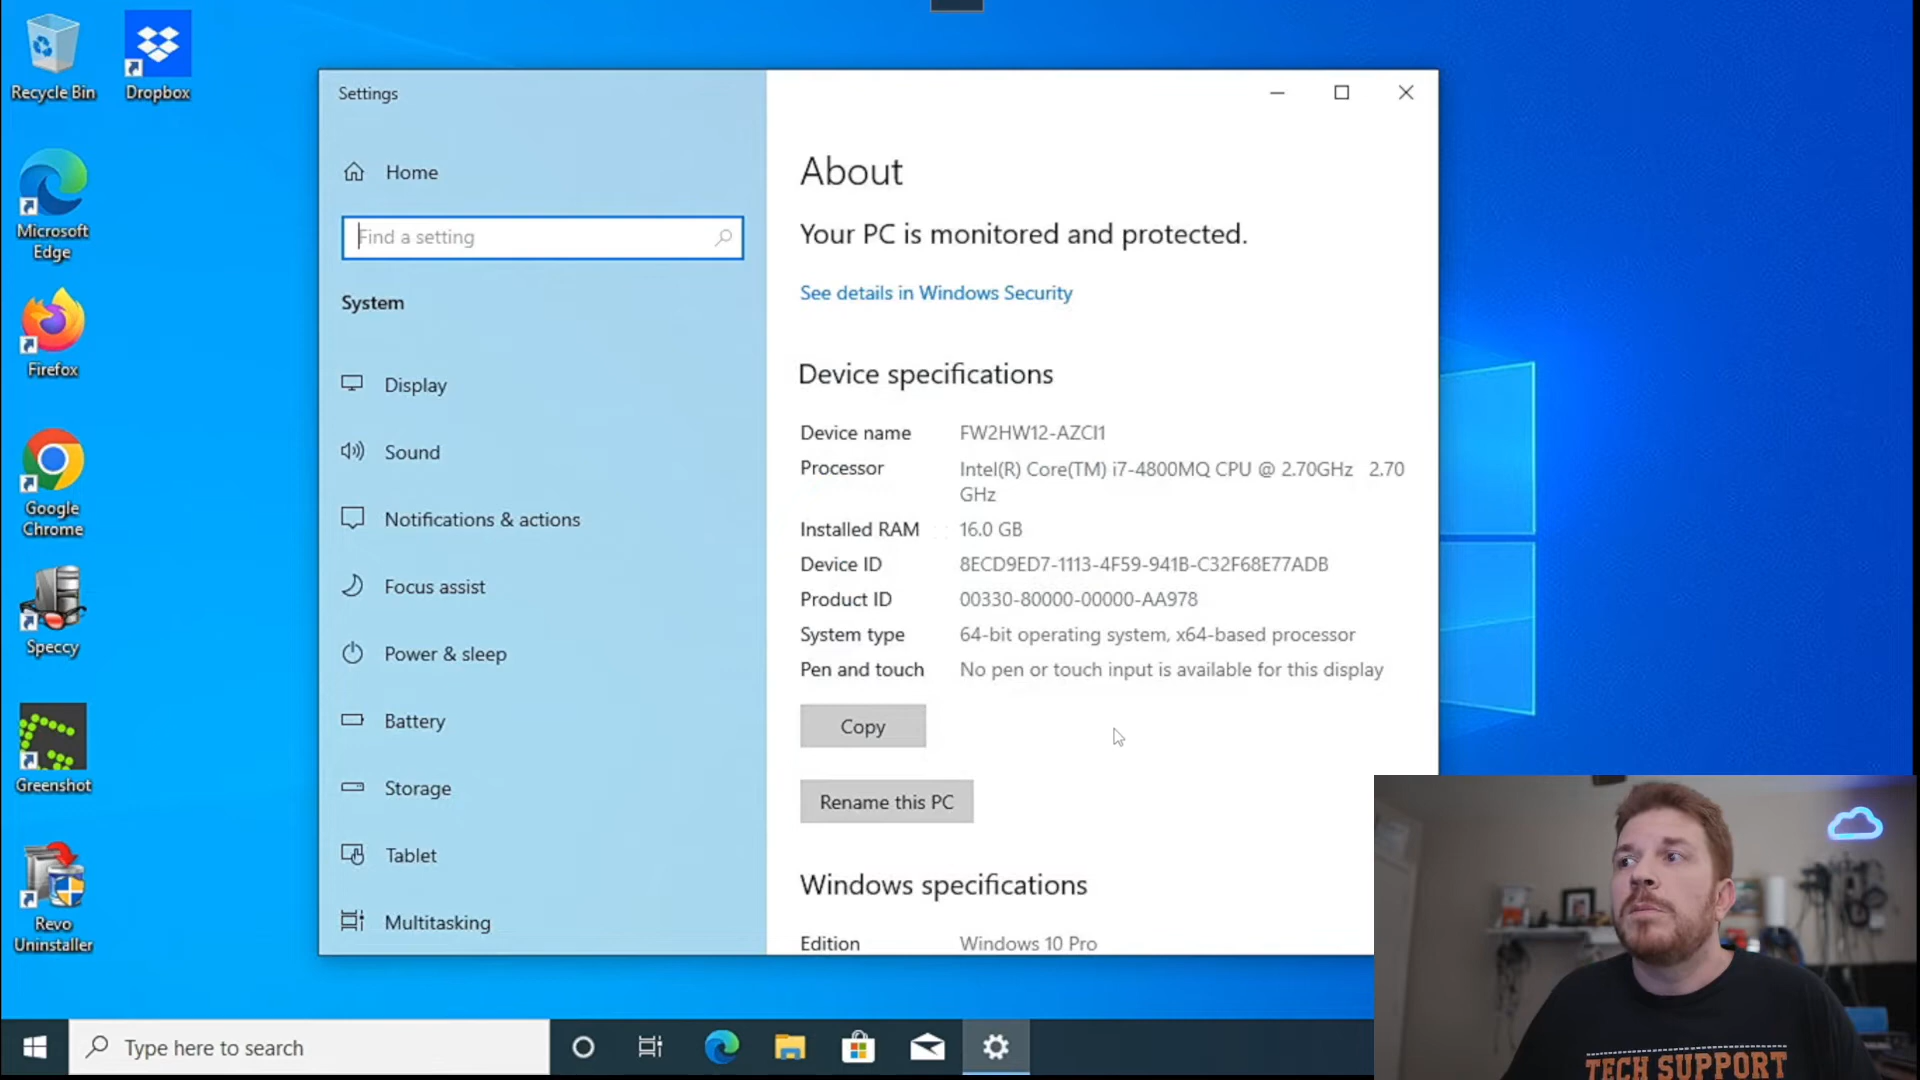 Recycle Bin
Dropbox
Microsoft
Edge
Firefox
Google
Chrome
Speccy
Greenshot
Revo
Uninstaller
Settings
Home
Find a setting
System
Display
Sound
Notifications & actions
Focus assist
Power & sleep
Battery
Storage
Tablet
Multitasking
About
Your PC is monitored and protected.
See details in Windows Security
Device specifications
Device name FW2HW12-AZCI1
Processor Intel(R) Core(TM) i7-4800MQ CPU @ 2.70GHz 2.70
GHz
Installed RAM 16.0 GB
Device ID 8ECD9ED7-1113-4F59-941B-C32F68E77ADB
Product ID 00330-80000-00000-AA978
System type 64-bit operating system, x64-based processor
Pen and touch No pen or touch input is available for this display
Copy
Rename this PC
Windows specifications
Edition Windows 10 Pro
Type here to search
TECH SUPPORT